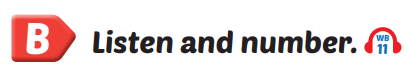 B Listen and number. WB 11